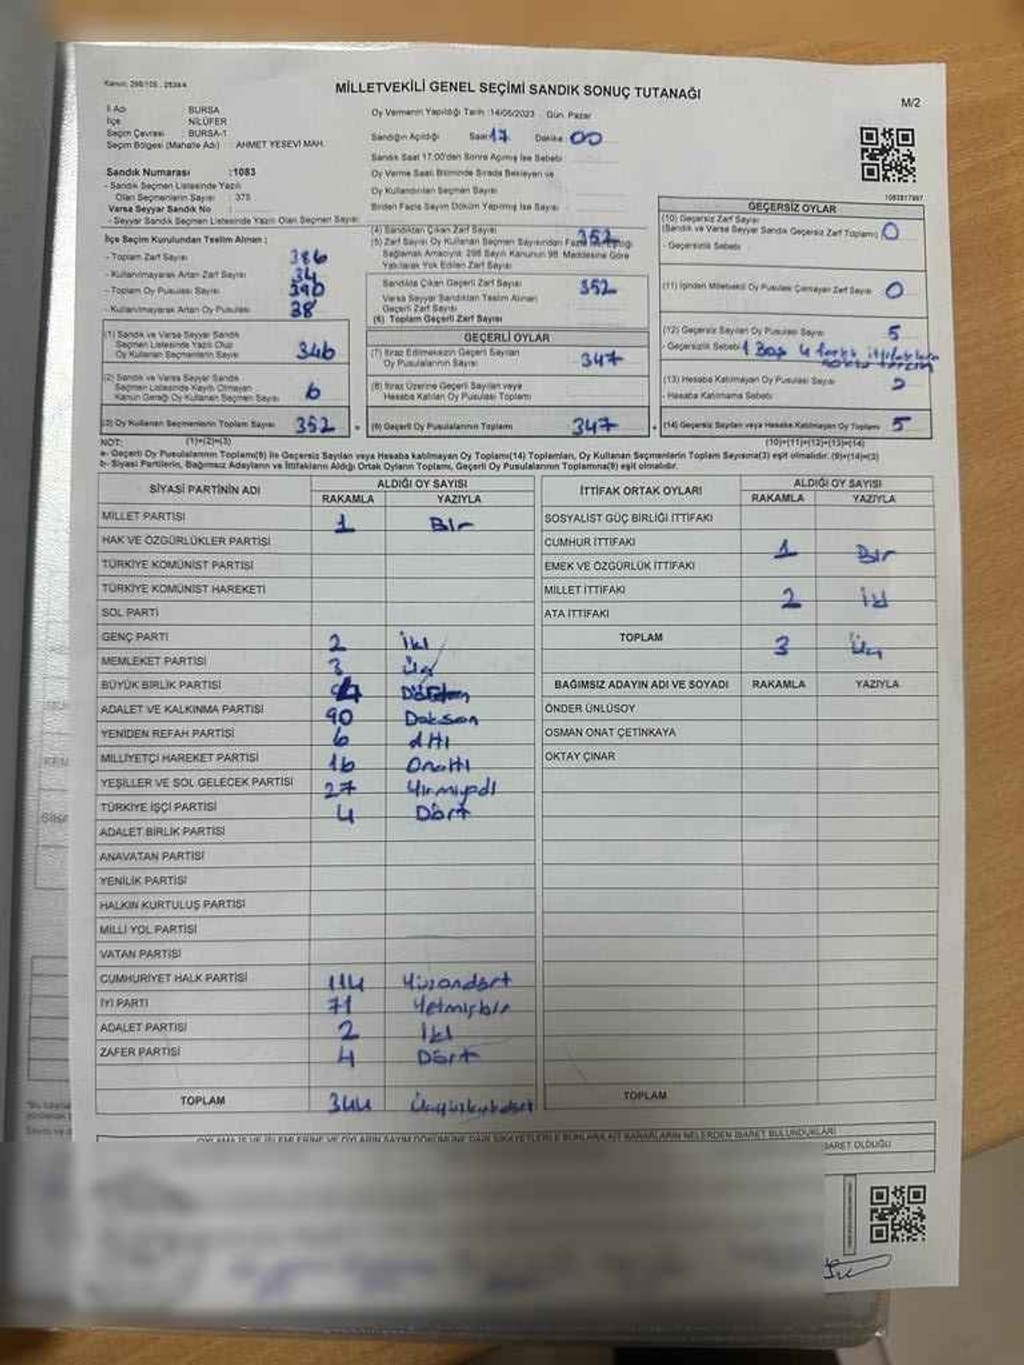 MİLLETVEKİLİ GENEL SEÇİMİ SANDIK SONUÇ TUTANAĞI
M/2
İl Adı : BURSA
İlçe : NİLÜFER
Seçim Çevresi : BURSA-1
Seçim Bölgesi (Mahalle Adı) : AHMET YESEVİ MAH.
Oy Vermenin Yapıldığı Tarih : 14/05/2023 Gün: Pazar
Sandığın Açıldığı Saat 17 Dakika 00
Sandık Saat 17:00'den Sonra Açılmış İse Sebebi
Oy Verme Saati Bitiminde Sırada Bekleyen ve
Oy Kullandırılan Seçmen Sayısı
Birden Fazla Sayım Döküm Yapılmış İse Sayısı
Sandık Numarası : 1083
- Sandık Seçmen Listesinde Yazılı
Olan Seçmenlerin Sayısı : 375
Varsa Seyyar Sandık No
- Seyyar Sandık Seçmen Listesinde Yazılı Olan Seçmen Sayısı
İlçe Seçim Kurulundan Teslim Alınan :
- Toplam Zarf Sayısı 386
- Kullanılmayarak Artan Zarf Sayısı 34
- Toplam Oy Pusulası Sayısı 390
- Kullanılmayarak Artan Oy Pusulası 38
(1) Sandık ve Varsa Seyyar Sandık
Seçmen Listesinde Yazılı Olup
Oy Kullanan Seçmenlerin Sayısı 346
(2) Sandık ve Varsa Seyyar Sandık
Seçmen Listesinde Kaydı Olmayan
Kanun Gereği Oy Kullanan Seçmen Sayısı 6
(3) Oy Kullanan Seçmenlerin Toplam Sayısı 352
(4) Sandıktan Çıkan Zarf Sayısı 352
(5) Zarf Sayısı Oy Kullanan Seçmen Sayısından Fazla
Sağlamak Amacıyla; 298 Sayılı Kanunun 98. Maddesine Göre
Yakılarak Yok Edilen Zarf Sayısı
Sandıkta Çıkan Geçerli Zarf Sayısı 352
Varsa Seyyar Sandıktan Teslim Alınan
Geçerli Zarf Sayısı
(6) Toplam Geçerli Zarf Sayısı
GEÇERLİ OYLAR
(7) İtiraz Edilmeksizin Geçerli Sayılan
Oy Pusulasının Sayısı 347
(8) İtiraz Üzerine Geçerli Sayılan veya
Hesaba Katılan Oy Pusulası Toplamı
(9) Geçerli Oy Pusulalarının Toplamı 347
1083817997
GEÇERSİZ OYLAR
(10) Geçersiz Zarf Sayısı
(Sandık ve Varsa Seyyar Sandık Geçersiz Zarf Toplamı) 0
- Geçersizlik Sebebi
(11) İçinden Milletvekili Oy Pusulası Çıkmayan Zarf Sayısı 0
(12) Geçersiz Sayılan Oy Pusulası Sayısı 5
- Geçersizlik Sebebi 1 Boş 4 farklı
(13) Hesaba Katılmayan Oy Pusulası Sayısı
- Hesaba Katılmama Sebebi
(14) Geçersiz Sayılan veya Hesaba Katılmayan Oy Toplamı 5
NOT: (1)+(2)=(3) (10)+(11)+(12)+(13)=(14)
a- Geçerli Oy Pusulalarının Toplamı(9) ile Geçersiz Sayılan veya Hesaba katılmayan Oy Toplamı(14) Toplamları, Oy Kullanan Seçmenlerin Toplam Sayısına(3) eşit olmalıdır. (9)+(14)=(3)
b- Siyasi Partilerin, Bağımsız Adayların ve İttifakların Aldığı Ortak Oyların Toplamı, Geçerli Oy Pusulalarının Toplamına(9) eşit olmalıdır.
SİYASİ PARTİNİN ADI ALDIĞI OY SAYISI
RAKAMLA YAZIYLA
MİLLET PARTİSİ 1 Bir
HAK VE ÖZGÜRLÜKLER PARTİSİ
TÜRKİYE KOMÜNİST PARTİSİ
TÜRKİYE KOMÜNİST HAREKETİ
SOL PARTİ
GENÇ PARTİ 2 İki
MEMLEKET PARTİSİ 3 Üç
BÜYÜK BİRLİK PARTİSİ 4
ADALET VE KALKINMA PARTİSİ 90 Doksan
YENİDEN REFAH PARTİSİ 6 Altı
MİLLİYETÇİ HAREKET PARTİSİ 16 Onaltı
YEŞİLLER VE SOL GELECEK PARTİSİ 27 Yirmiyedi
TÜRKİYE İŞÇİ PARTİSİ 4 Dört
ADALET BİRLİK PARTİSİ
ANAVATAN PARTİSİ
YENİLİK PARTİSİ
HALKIN KURTULUŞ PARTİSİ
MİLLİ YOL PARTİSİ
VATAN PARTİSİ
CUMHURİYET HALK PARTİSİ 114 Yüzondört
İYİ PARTİ 71 Yetmişbir
ADALET PARTİSİ 2 İki
ZAFER PARTİSİ 4 Dört
TOPLAM 344 Üçyüzkırkdört
İTTİFAK ORTAK OYLARI ALDIĞI OY SAYISI
RAKAMLA YAZIYLA
SOSYALİST GÜÇ BİRLİĞİ İTTİFAKI
CUMHUR İTTİFAKI 1 Bir
EMEK VE ÖZGÜRLÜK İTTİFAKI
MİLLET İTTİFAKI 2 İki
ATA İTTİFAKI
TOPLAM 3 Üç
BAĞIMSIZ ADAYIN ADI VE SOYADI RAKAMLA YAZIYLA
ÖNDER ÜNLÜSOY
OSMAN ONAT ÇETİNKAYA
OKTAY ÇINAR
TOPLAM
OYLAMA İŞ VE İŞLEMLERİNE VE OYLARIN SAYIM DÖKÜMÜNE DAİR ŞİKAYETLERLE BUNLARA AİT KARARLARIN NELERDEN İBARET BULUNDUKLARI